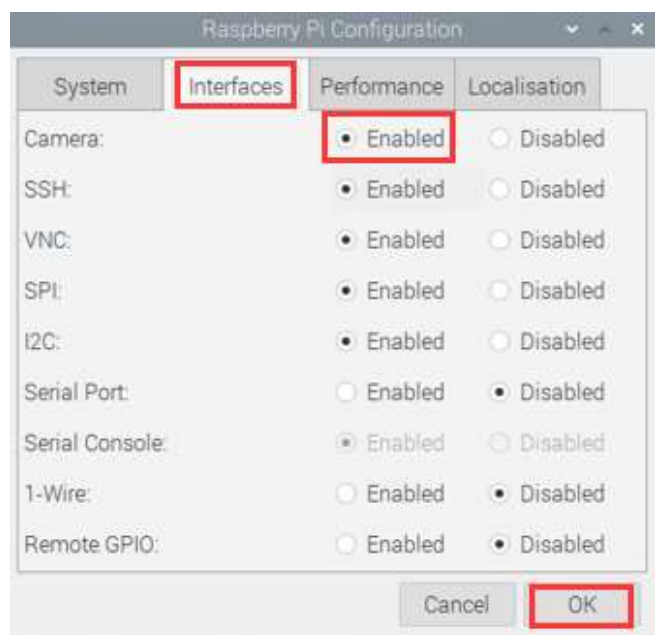 Raspberry Pi Configuration
System Interfaces Performance Localisation
Camera: Enabled Disabled
SSH: Enabled Disabled
VNC: Enabled Disabled
SPI: Enabled Disabled
I2C: Enabled Disabled
Serial Port: Enabled Disabled
Serial Console: Enabled Disabled
1-Wire: Enabled Disabled
Remote GPIO: Enabled Disabled
Cancel OK